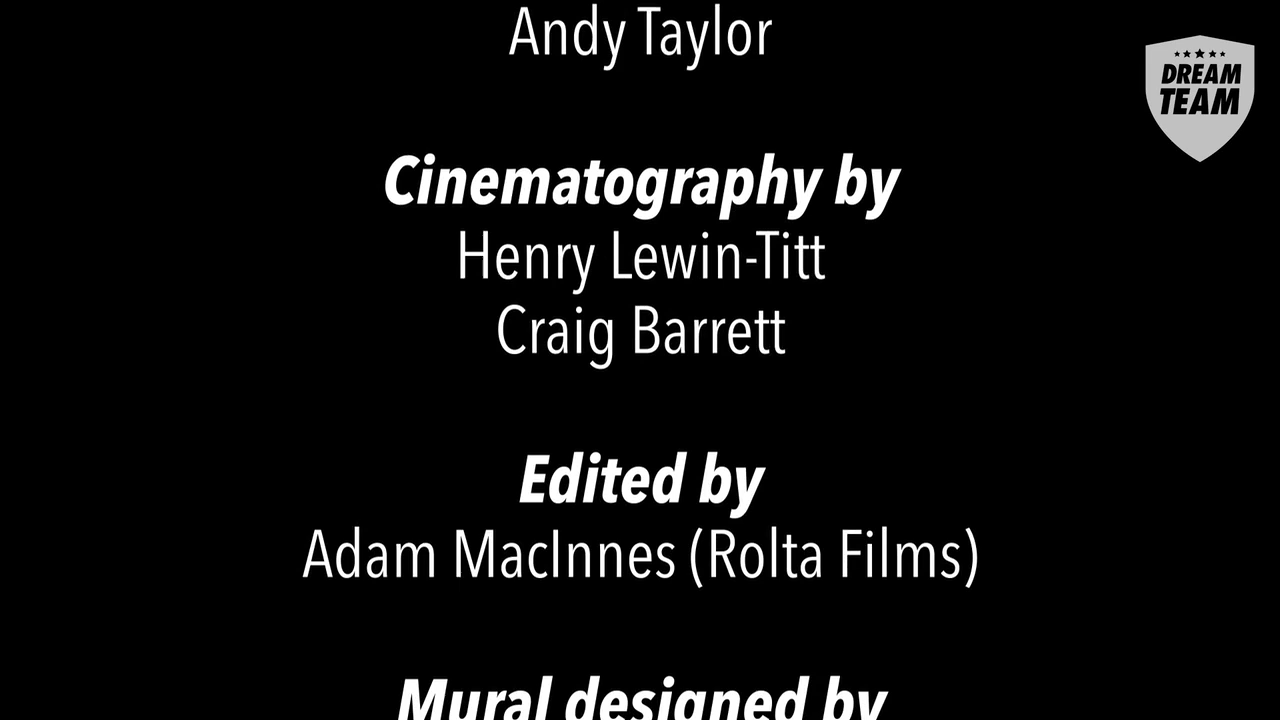 Andy Taylor
DREAM
TEAM
Cinematography by
Henry Lewin-Titt
Craig Barrett
Edited by
Adam MacInnes (Rolta Films)
Mural designed by